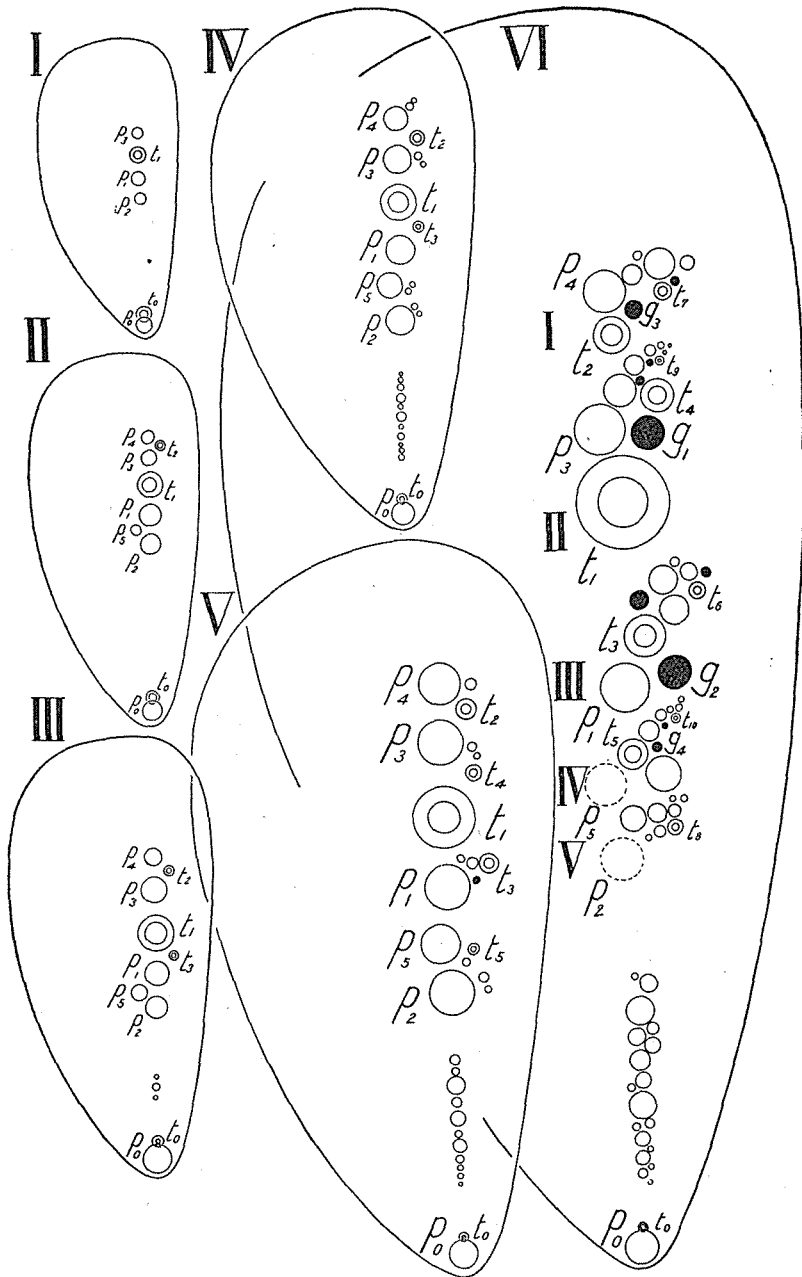 I
p₃
t₁
p₁
p₂
t₀
p₀
II
p₄
t₂
p₃
t₁
p₁
p₅
p₂
t₀
p₀
III
p₄
t₂
p₃
t₁
t₃
p₁
p₅
p₂
t₀
p₀
IV
p₄
t₂
p₃
t₁
t₃
p₁
p₅
p₂
t₀
p₀
V
p₄
t₂
p₃
t₄
t₁
t₃
p₁
p₅
t₅
p₂
p₀
t₀
VI
p₄
t₇
g₃
I
t₂
t₉
t₄
p₃
g₁
II
t₁
t₆
t₃
III
g₂
p₁
t₁₀
t₅
g₄
IV
p₅
t₈
V
p₂
p₀
t₀